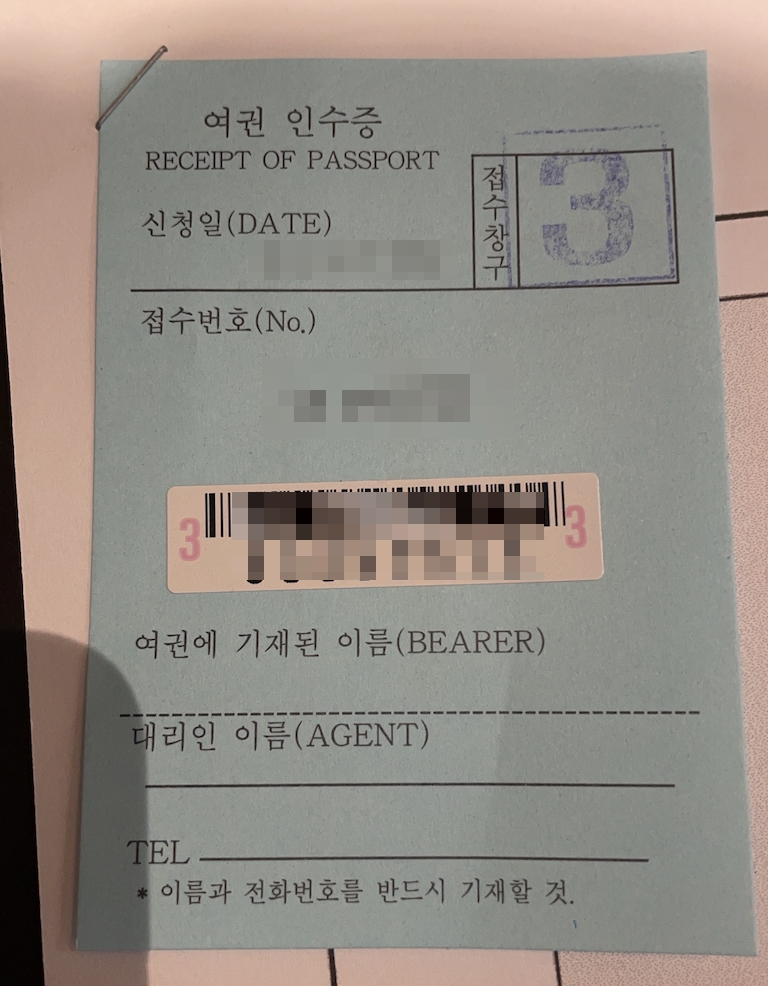 여권 인수증
RECEIPT OF PASSPORT
접수창구
3
신청일(DATE)
접수번호(No.)
3 3
여권에 기재된 이름(BEARER)
대리인 이름(AGENT)
TEL
* 이름과 전화번호를 반드시 기재할 것.